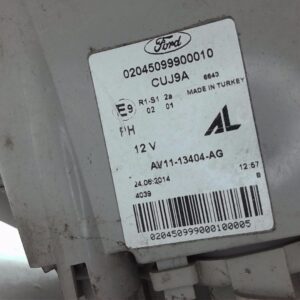 Ford
02045099900010
CUJ9A 6643
E9 R1-S1 2a MADE IN TURKEY
02 01
PH AL
12 V
AV11-13404-AG
24.06.2014 12:57
4039 B
020450999000100005